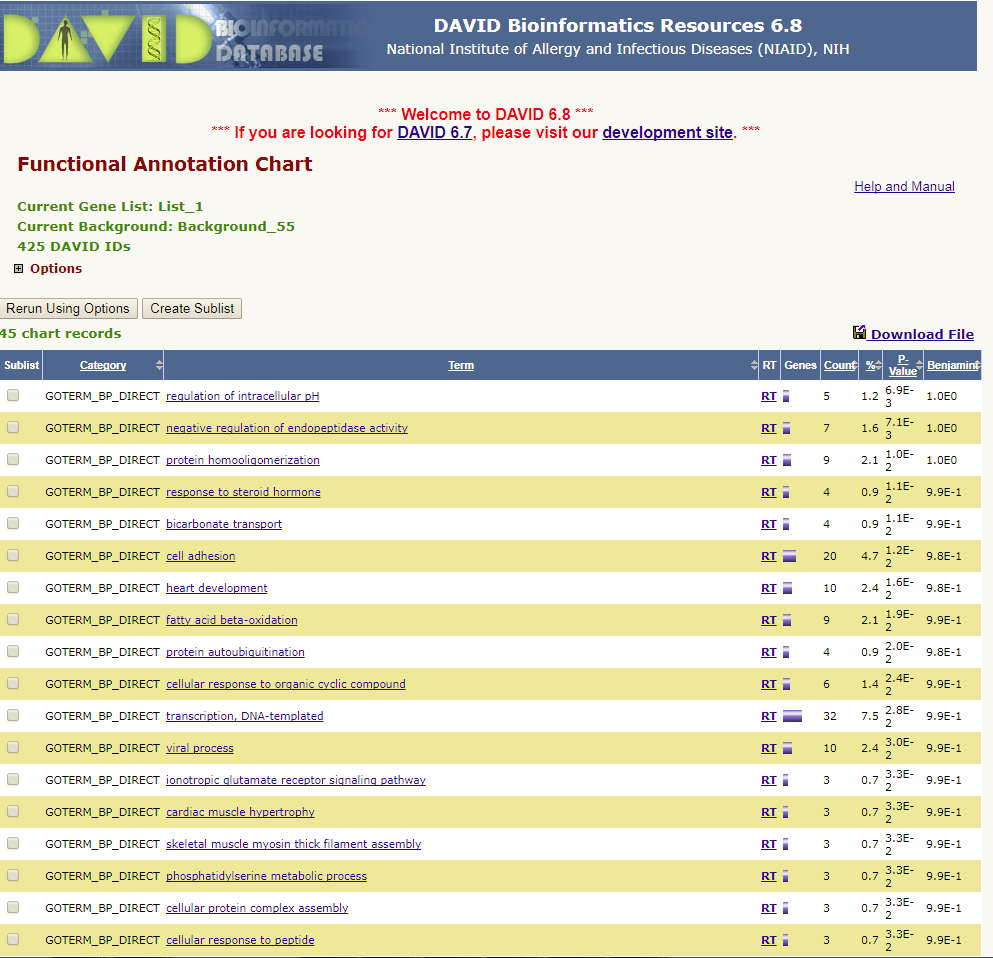 DAVID BIOINFORMATICS
DATABASE
DAVID Bioinformatics Resources 6.8
National Institute of Allergy and Infectious Diseases (NIAID), NIH
*** Welcome to DAVID 6.8 ***
*** If you are looking for DAVID 6.7, please visit our development site. ***
Functional Annotation Chart
Help and Manual
Current Gene List: List_1
Current Background: Background_55
425 DAVID IDs
Options
Rerun Using Options Create Sublist
45 chart records
Download File
Sublist Category Term RT Genes Count % P-Value Benjamini
GOTERM_BP_DIRECT regulation of intracellular pH RT 5 1.2 6.9E-3 1.0E0
GOTERM_BP_DIRECT negative regulation of endopeptidase activity RT 7 1.6 7.1E-3 1.0E0
GOTERM_BP_DIRECT protein homooligomerization RT 9 2.1 1.0E-2 1.0E0
GOTERM_BP_DIRECT response to steroid hormone RT 4 0.9 1.1E-2 9.9E-1
GOTERM_BP_DIRECT bicarbonate transport RT 4 0.9 1.1E-2 9.9E-1
GOTERM_BP_DIRECT cell adhesion RT 20 4.7 1.2E-2 9.8E-1
GOTERM_BP_DIRECT heart development RT 10 2.4 1.6E-2 9.8E-1
GOTERM_BP_DIRECT fatty acid beta-oxidation RT 9 2.1 1.9E-2 9.9E-1
GOTERM_BP_DIRECT protein autoubiquitination RT 4 0.9 2.0E-2 9.8E-1
GOTERM_BP_DIRECT cellular response to organic cyclic compound RT 6 1.4 2.4E-2 9.9E-1
GOTERM_BP_DIRECT transcription, DNA-templated RT 32 7.5 2.8E-2 9.9E-1
GOTERM_BP_DIRECT viral process RT 10 2.4 3.0E-2 9.9E-1
GOTERM_BP_DIRECT ionotropic glutamate receptor signaling pathway RT 3 0.7 3.3E-2 9.9E-1
GOTERM_BP_DIRECT cardiac muscle hypertrophy RT 3 0.7 3.3E-2 9.9E-1
GOTERM_BP_DIRECT skeletal muscle myosin thick filament assembly RT 3 0.7 3.3E-2 9.9E-1
GOTERM_BP_DIRECT phosphatidylserine metabolic process RT 3 0.7 3.3E-2 9.9E-1
GOTERM_BP_DIRECT cellular protein complex assembly RT 3 0.7 3.3E-2 9.9E-1
GOTERM_BP_DIRECT cellular response to peptide RT 3 0.7 3.3E-2 9.9E-1